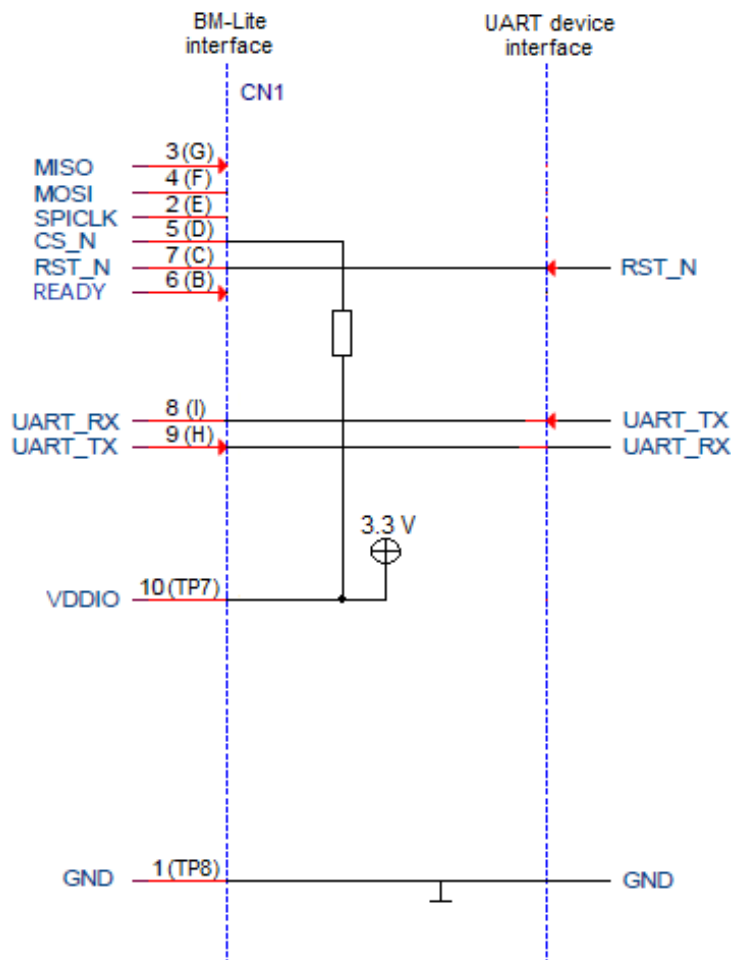 BM-Lite
interface
UART device
interface
CN1
MISO 3 (G)
MOSI 4 (F)
SPICLK 2 (E)
CS_N 5 (D)
RST_N 7 (C) RST_N
READY 6 (B)
UART_RX 8 (I) UART_TX
UART_TX 9 (H) UART_RX
3.3 V
VDDIO 10 (TP7)
GND 1 (TP8) GND